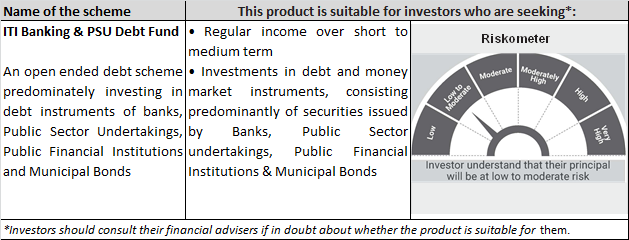 Name of the scheme
This product is suitable for investors who are seeking*:
ITI Banking & PSU Debt Fund
An open ended debt scheme
predominately investing in
debt instruments of banks,
Public Sector Undertakings,
Public Financial Institutions
and Municipal Bonds
• Regular income over short to
medium term
• Investments in debt and money
market instruments, consisting
predominantly of securities issued
by Banks, Public Sector
undertakings, Public Financial
Institutions & Municipal Bonds
Riskometer
Low
Low to
Moderate
Moderate
Moderately
High
High
Very
High
Investor understand that their principal
will be at low to moderate risk
*Investors should consult their financial advisers if in doubt about whether the product is suitable for them.